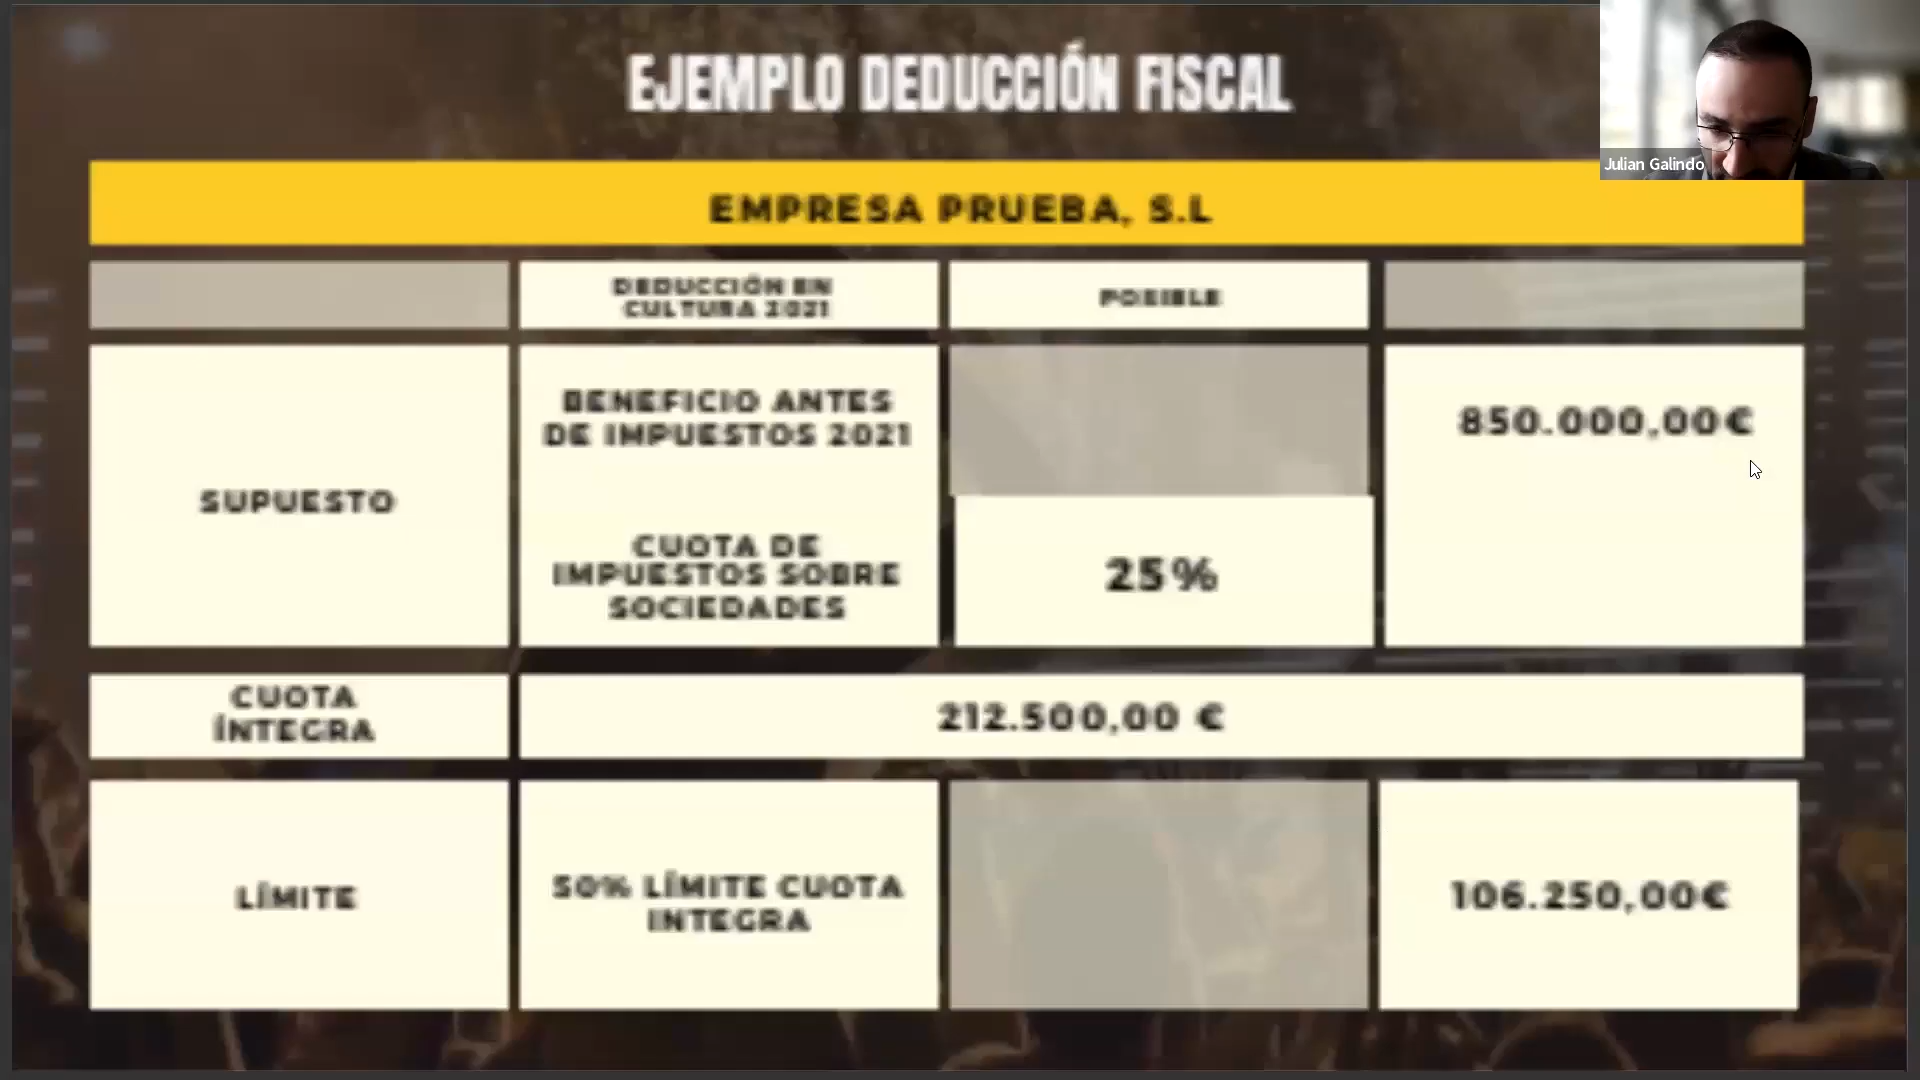 EJEMPLO DEDUCCIÓN FISCAL
Julian Galindo
EMPRESA PRUEBA, S.L
DEDUCCIÓN EN
CULTURA 2021
POSIBLE
SUPUESTO
BENEFICIO ANTES
DE IMPUESTOS 2021
850.000,00€
CUOTA DE
IMPUESTOS SOBRE
SOCIEDADES
25%
CUOTA
ÍNTEGRA
212.500,00 €
LÍMITE
50% LÍMITE CUOTA
INTEGRA
106.250,00€